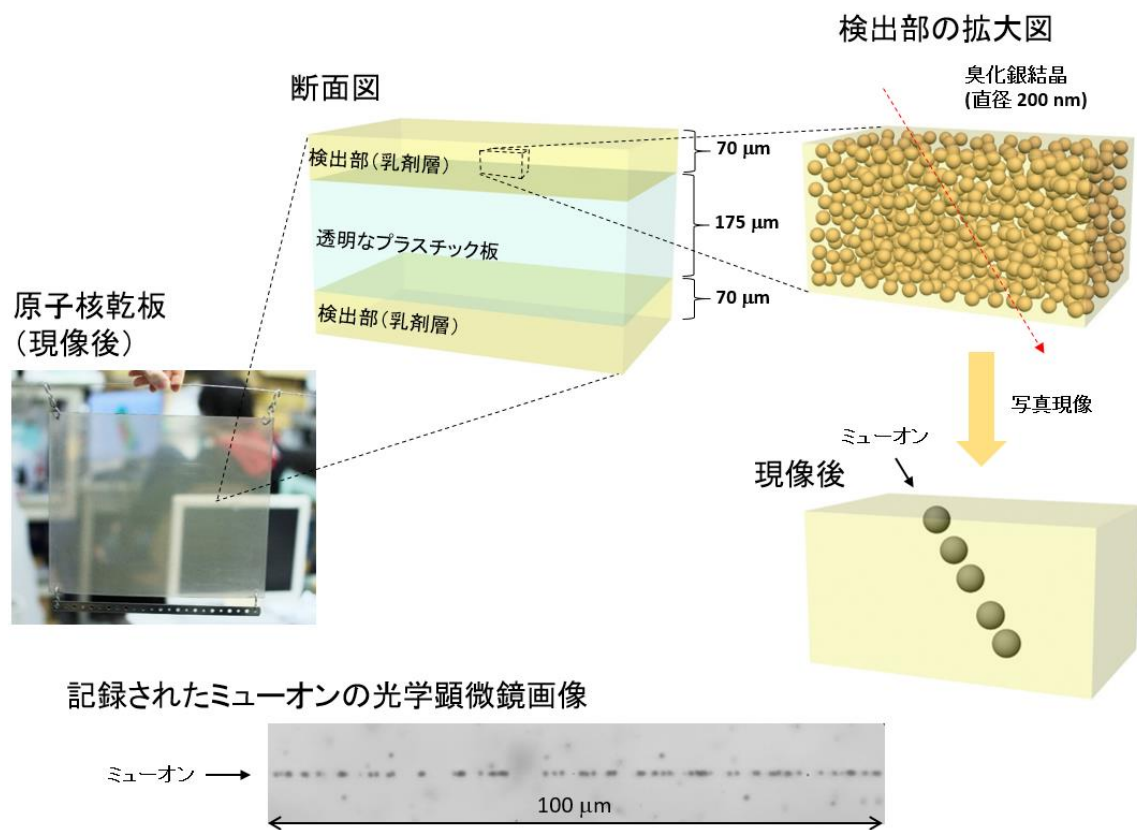 検出部の拡大図
臭化銀結晶
(直径 200 nm)
断面図
検出部(乳剤層)
70 μm
透明なプラスチック板
175 μm
検出部(乳剤層)
70 μm
原子核乾板
(現像後)
写真現像
ミューオン
現像後
記録されたミューオンの光学顕微鏡画像
ミューオン
100 μm